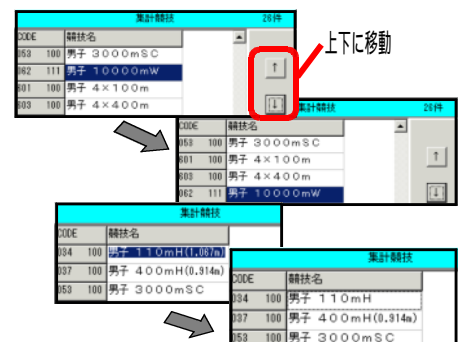 集計競技 26件
CODE 競技名
053 100 男子 3000mSC
062 111 男子 10000mW
601 100 男子 4×100m
603 100 男子 4×400m
↑
↓
上下に移動
集計競技 26件
CODE 競技名
053 100 男子 3000mSC
601 100 男子 4×100m
603 100 男子 4×400m
062 111 男子 10000mW
↑
↓
集計競技
CODE 競技名
034 100 男子 110mH(1.067m)
037 100 男子 400mH(0.914m)
053 100 男子 3000mSC
集計競技
CODE 競技名
034 100 男子 110mH
037 100 男子 400mH(0.914m)
053 100 男子 3000mSC